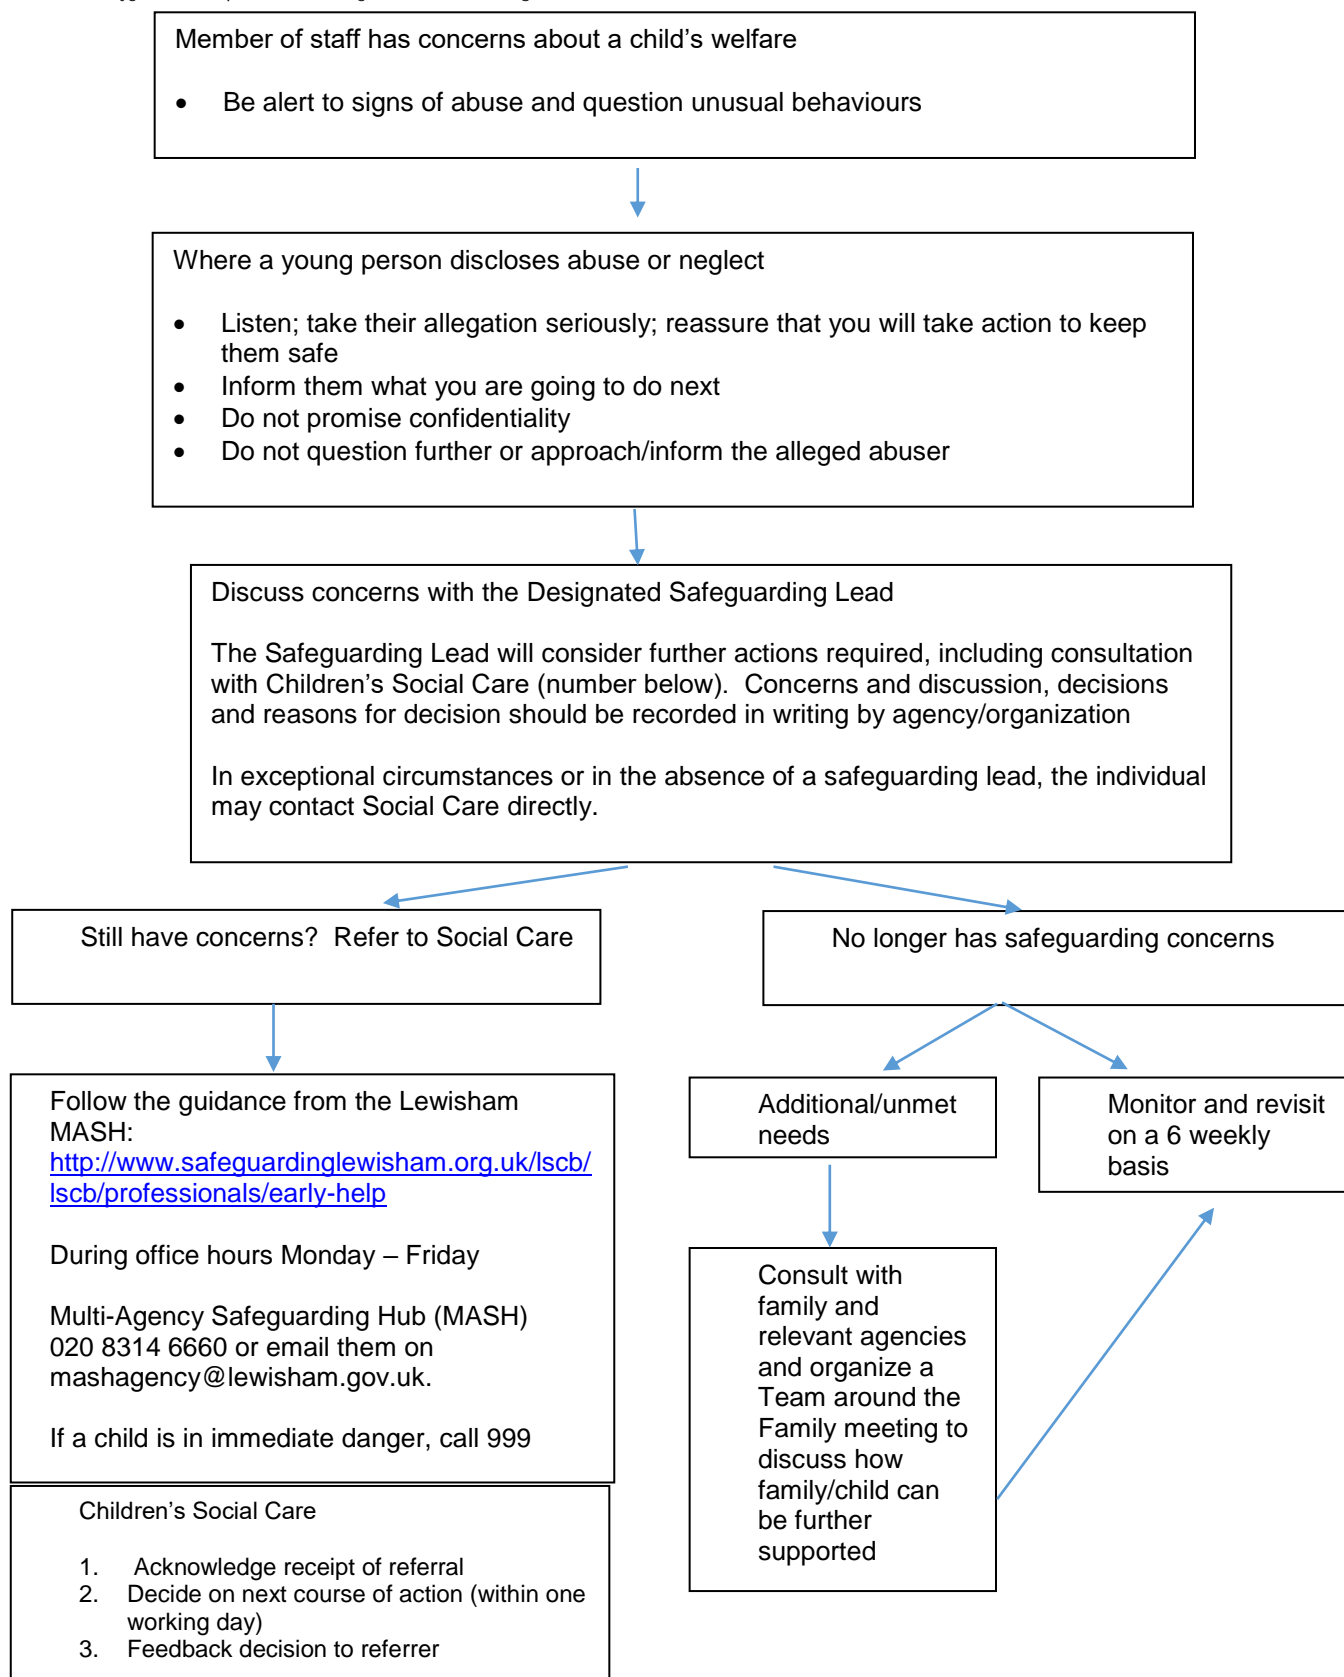 Member of staff has concerns about a child’s welfare
• Be alert to signs of abuse and question unusual behaviours
Where a young person discloses abuse or neglect
• Listen; take their allegation seriously; reassure that you will take action to keep
them safe
• Inform them what you are going to do next
• Do not promise confidentiality
• Do not question further or approach/inform the alleged abuser
Discuss concerns with the Designated Safeguarding Lead
The Safeguarding Lead will consider further actions required, including consultation
with Children’s Social Care (number below).  Concerns and discussion, decisions
and reasons for decision should be recorded in writing by agency/organization
In exceptional circumstances or in the absence of a safeguarding lead, the individual
may contact Social Care directly.
Still have concerns?  Refer to Social Care
No longer has safeguarding concerns
Follow the guidance from the Lewisham
MASH:
http://www.safeguardinglewisham.org.uk/lscb/
lscb/professionals/early-help
During office hours Monday – Friday
Multi-Agency Safeguarding Hub (MASH)
020 8314 6660 or email them on
mashagency@lewisham.gov.uk.
If a child is in immediate danger, call 999
Children’s Social Care
1. Acknowledge receipt of referral
2. Decide on next course of action (within one
working day)
3. Feedback decision to referrer
Additional/unmet
needs
Monitor and revisit
on a 6 weekly
basis
Consult with
family and
relevant agencies
and organize a
Team around the
Family meeting to
discuss how
family/child can
be further
supported